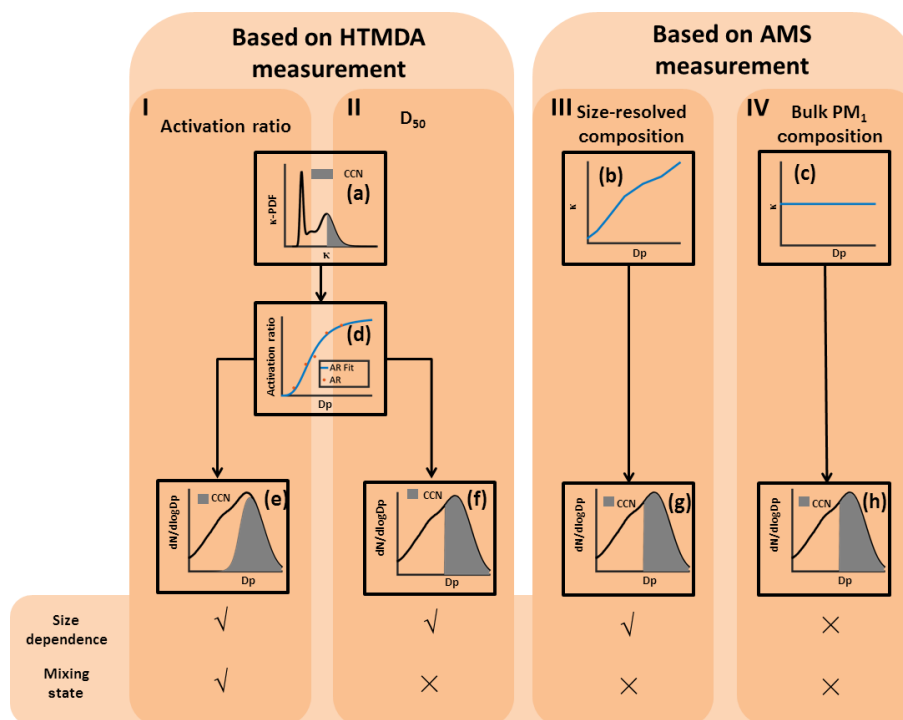 Based on HTMDA
measurement
Based on AMS
measurement
I
Activation ratio
II
D₅₀
III
Size-resolved
composition
IV
Bulk PM₁
composition
κ-PDF
CCN
(a)
κ
(b)
κ
Dp
(c)
κ
Dp
Activation ratio
(d)
AR Fit
AR
Dp
dN/dlogDp
CCN
(e)
Dp
dN/dlogDp
CCN
(f)
Dp
dN/dlogDp
CCN
(g)
Dp
dN/dlogDp
CCN
(h)
Dp
Size
dependence
√ √ √ ×
Mixing
state
√ × × ×